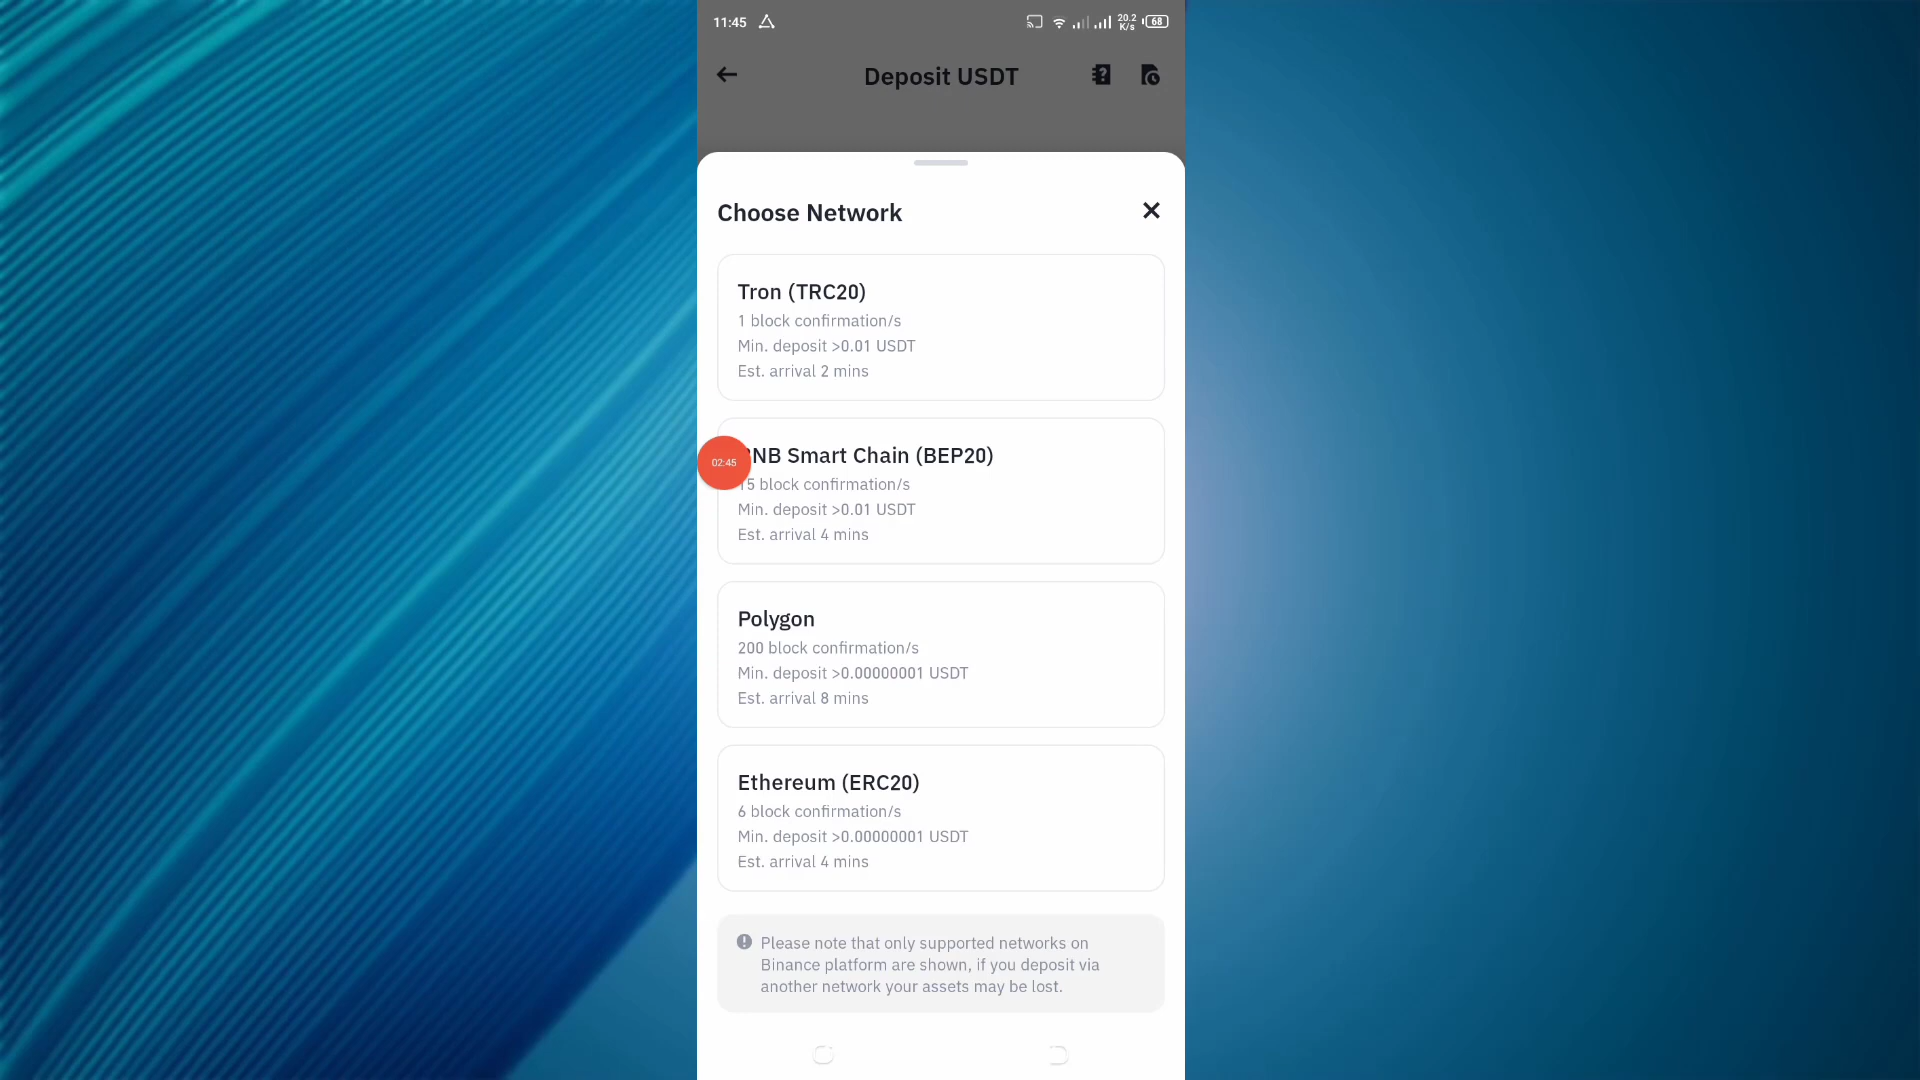 11:45
20.2
K/s
68
Deposit USDT
Choose Network
Tron (TRC20)
1 block confirmation/s
Min. deposit >0.01 USDT
Est. arrival 2 mins
02:45
NB Smart Chain (BEP20)
15 block confirmation/s
Min. deposit >0.01 USDT
Est. arrival 4 mins
Polygon
200 block confirmation/s
Min. deposit >0.00000001 USDT
Est. arrival 8 mins
Ethereum (ERC20)
6 block confirmation/s
Min. deposit >0.00000001 USDT
Est. arrival 4 mins
Please note that only supported networks on
Binance platform are shown, if you deposit via
another network your assets may be lost.